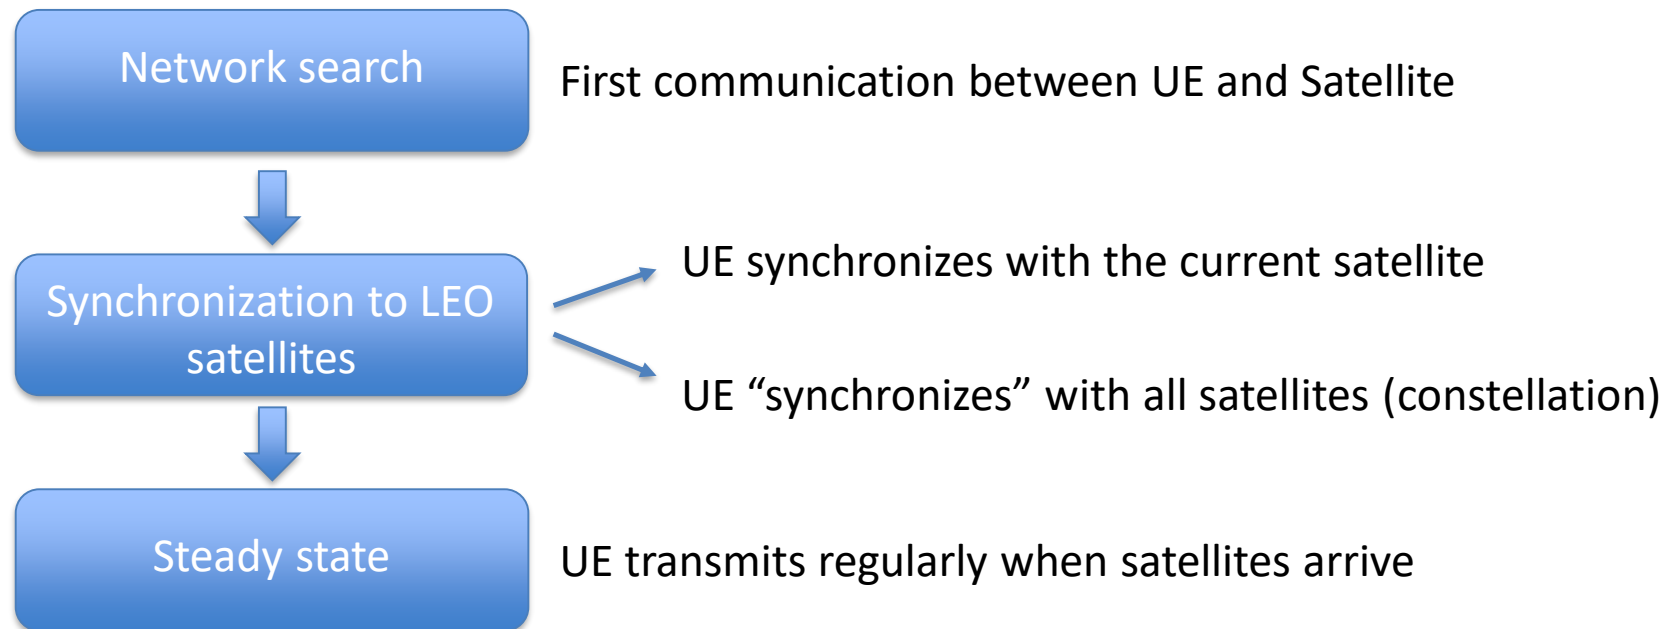 Network search
First communication between UE and Satellite
Synchronization to LEO
satellites
UE synchronizes with the current satellite
UE “synchronizes” with all satellites (constellation)
Steady state
UE transmits regularly when satellites arrive